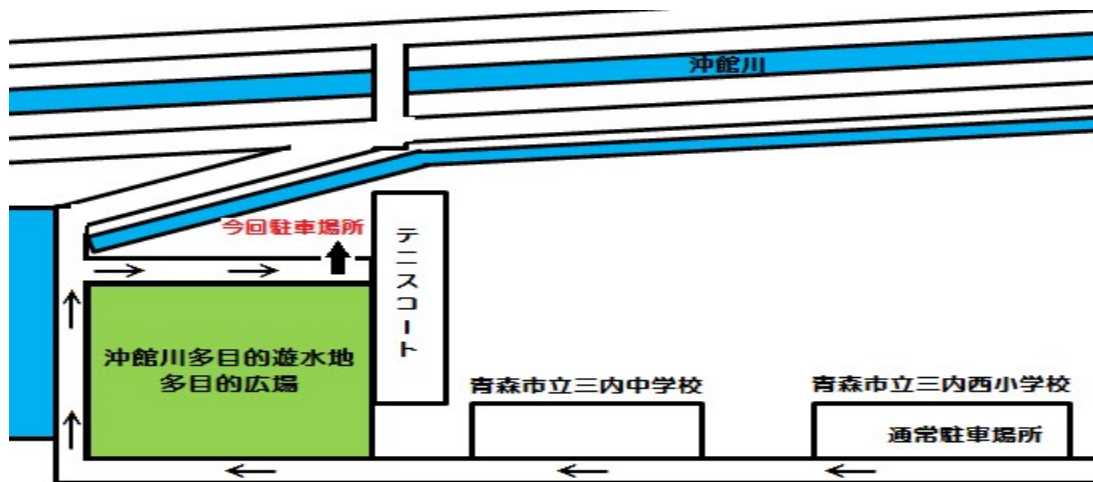 沖館川
今回駐車場所
テニスコート
沖館川多目的遊水地
多目的広場
青森市立三内中学校
青森市立三内西小学校
通常駐車場所